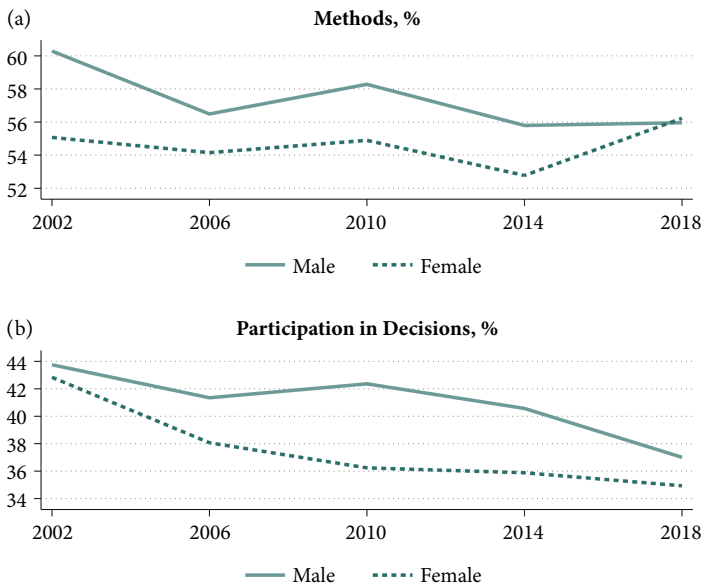 (a)
Methods, %
60
58
56
54
52
2002 2006 2010 2014 2018
Male Female
(b)
Participation in Decisions, %
44
42
40
38
36
34
2002 2006 2010 2014 2018
Male Female